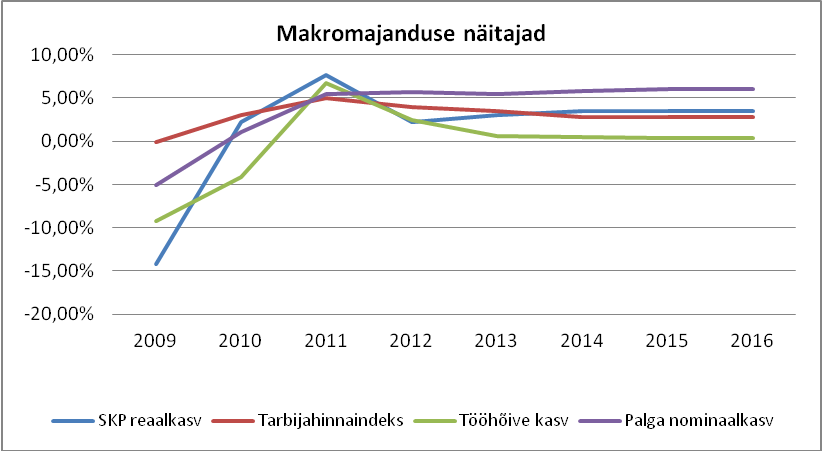 Makromajanduse näitajad
10,00%
5,00%
0,00%
-5,00%
-10,00%
-15,00%
-20,00%
2009 2010 2011 2012 2013 2014 2015 2016
SKP reaalkasv Tarbijahinnaindeks Tööhõive kasv Palga nominaalkasv